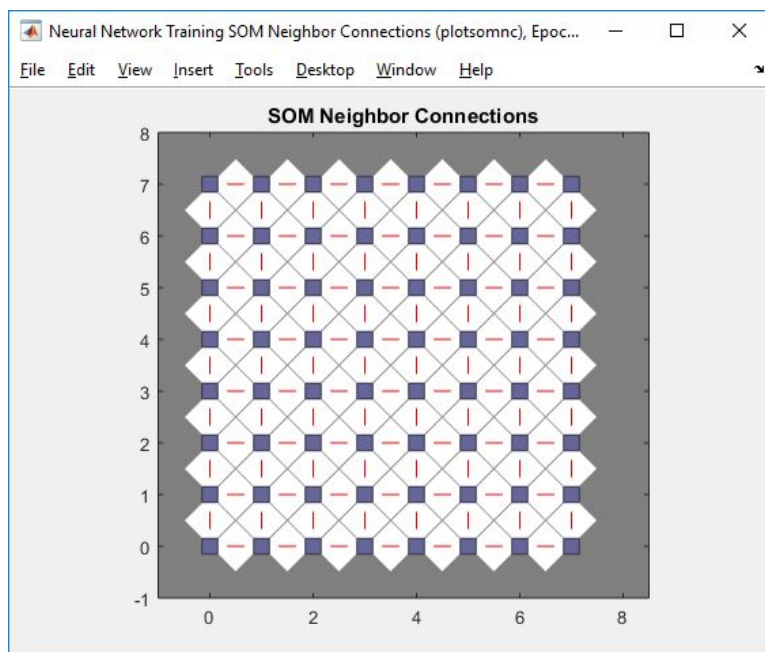 Neural Network Training SOM Neighbor Connections (plotsomnc), Epoc...
File Edit View Insert Tools Desktop Window Help
SOM Neighbor Connections
8
7
6
5
4
3
2
1
0
-1
0 2 4 6 8